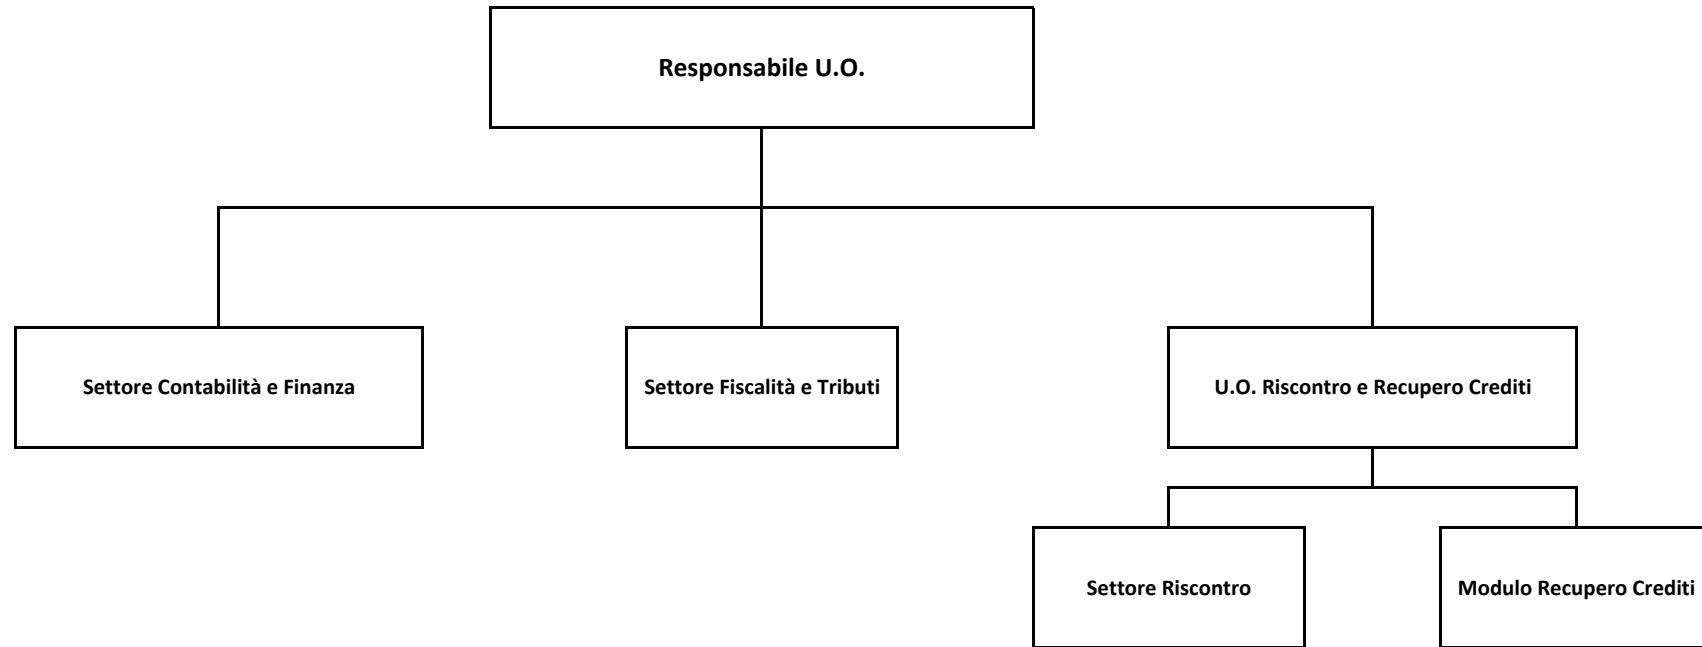 Responsabile U.O.
Settore Contabilità e Finanza
Settore Fiscalità e Tributi
U.O. Riscontro e Recupero Crediti
Settore Riscontro
Modulo Recupero Crediti